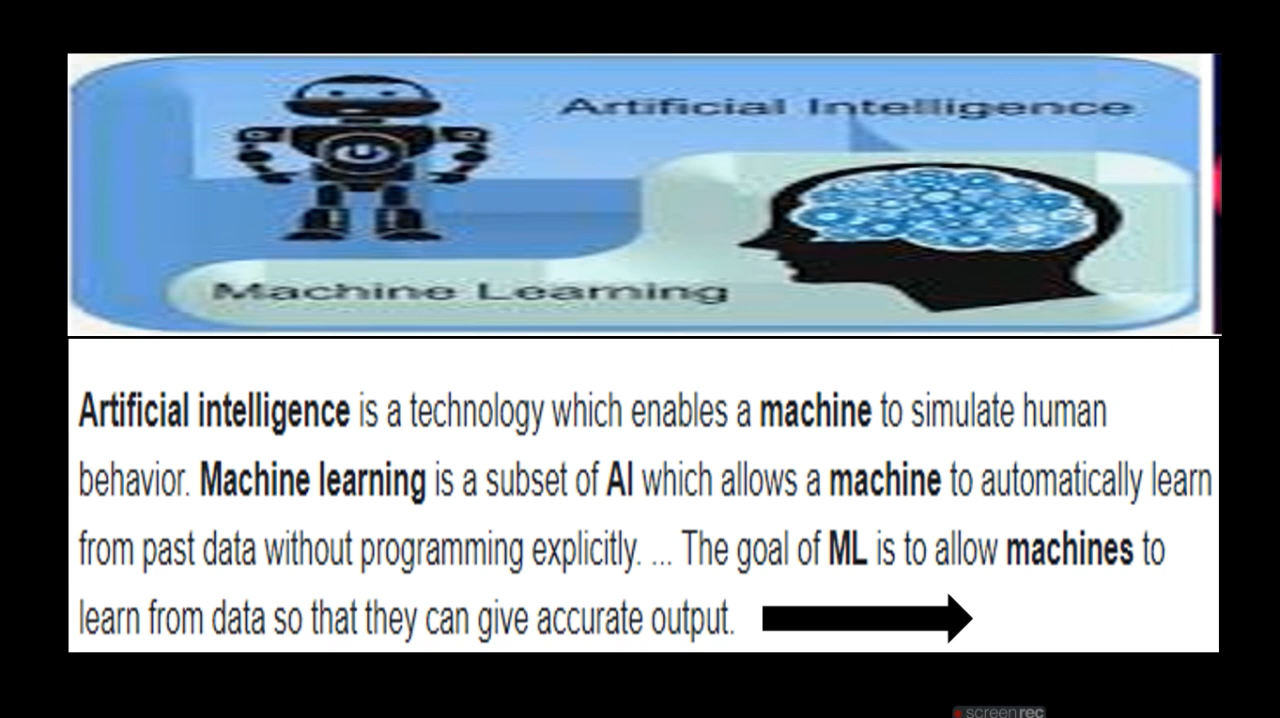 Artificial Intelligence
Machine Learning
Artificial intelligence is a technology which enables a machine to simulate human
behavior. Machine learning is a subset of AI which allows a machine to automatically learn
from past data without programming explicitly. ... The goal of ML is to allow machines to
learn from data so that they can give accurate output.
screenrec